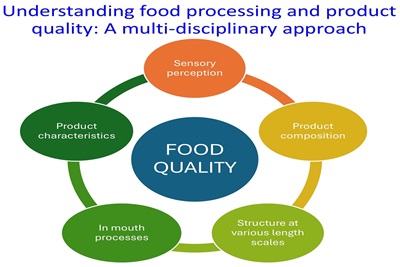 Understanding food processing and product
quality: A multi-disciplinary approach
Sensory
perception
Product
characteristics
Product
composition
FOOD
QUALITY
In mouth
processes
Structure at
various length
scales